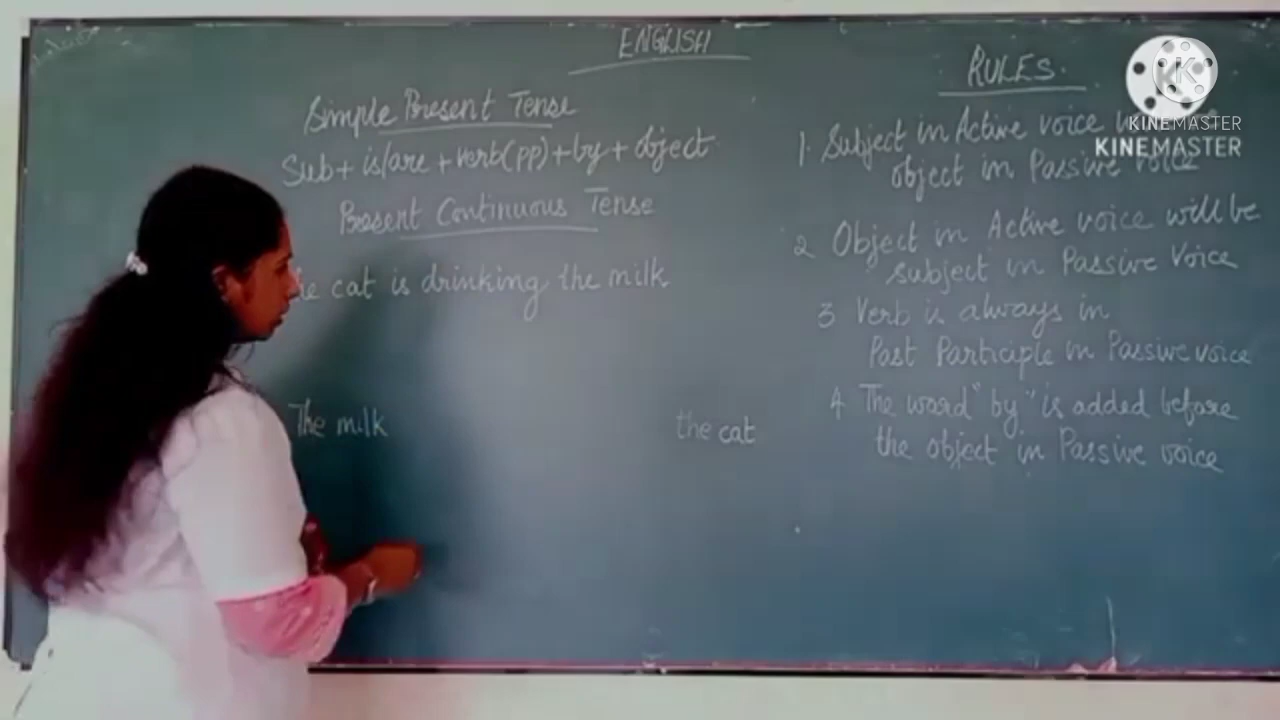 ENGLISH
Simple Present Tense
Sub + is/are + verb(pp) + by + object
Present Continuous Tense
cat is drinking the milk
The milk
the cat
RULES.
1. Subject in Active voice
object in Passive voice
2 Object in Active voice will be
subject in Passive Voice
3 Verb is always in
Past Participle in Passive voice
4 The word "by" is added before
the object in Passive voice
KINEMASTER
KINEMASTER